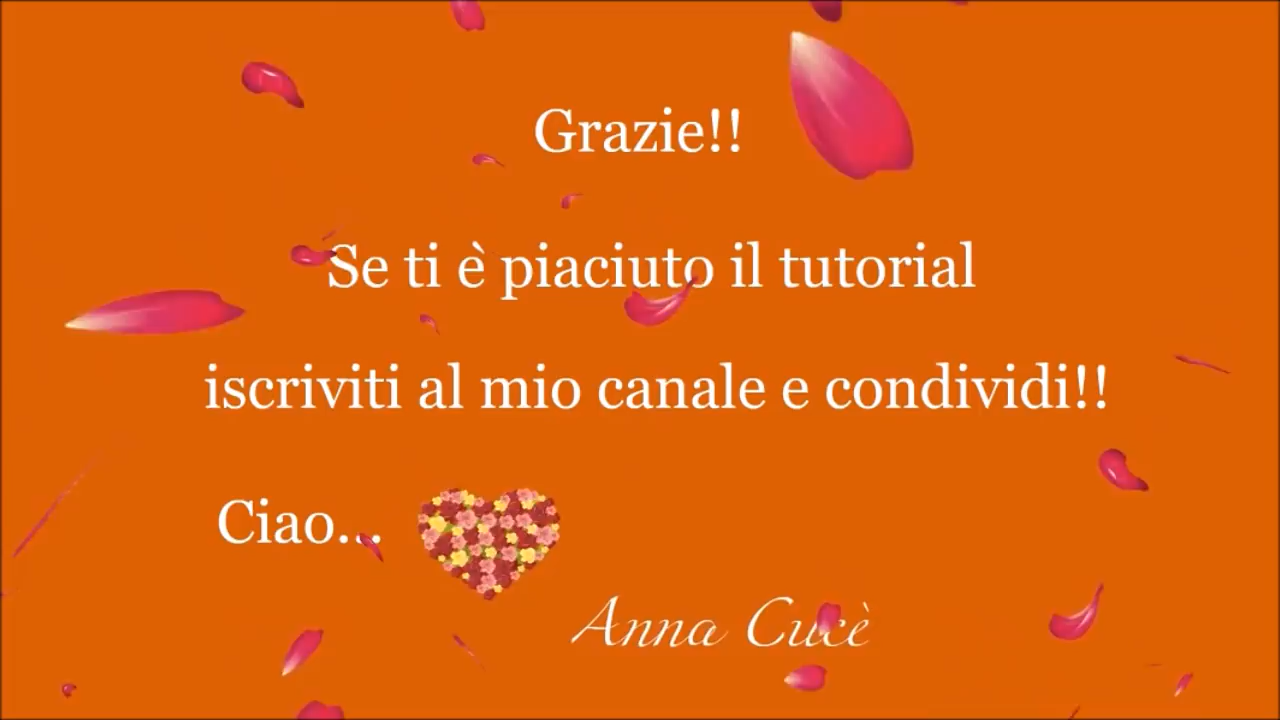 Grazie!!
Se ti è piaciuto il tutorial
iscriviti al mio canale e condividi!!
Ciao...
Anna Cucè